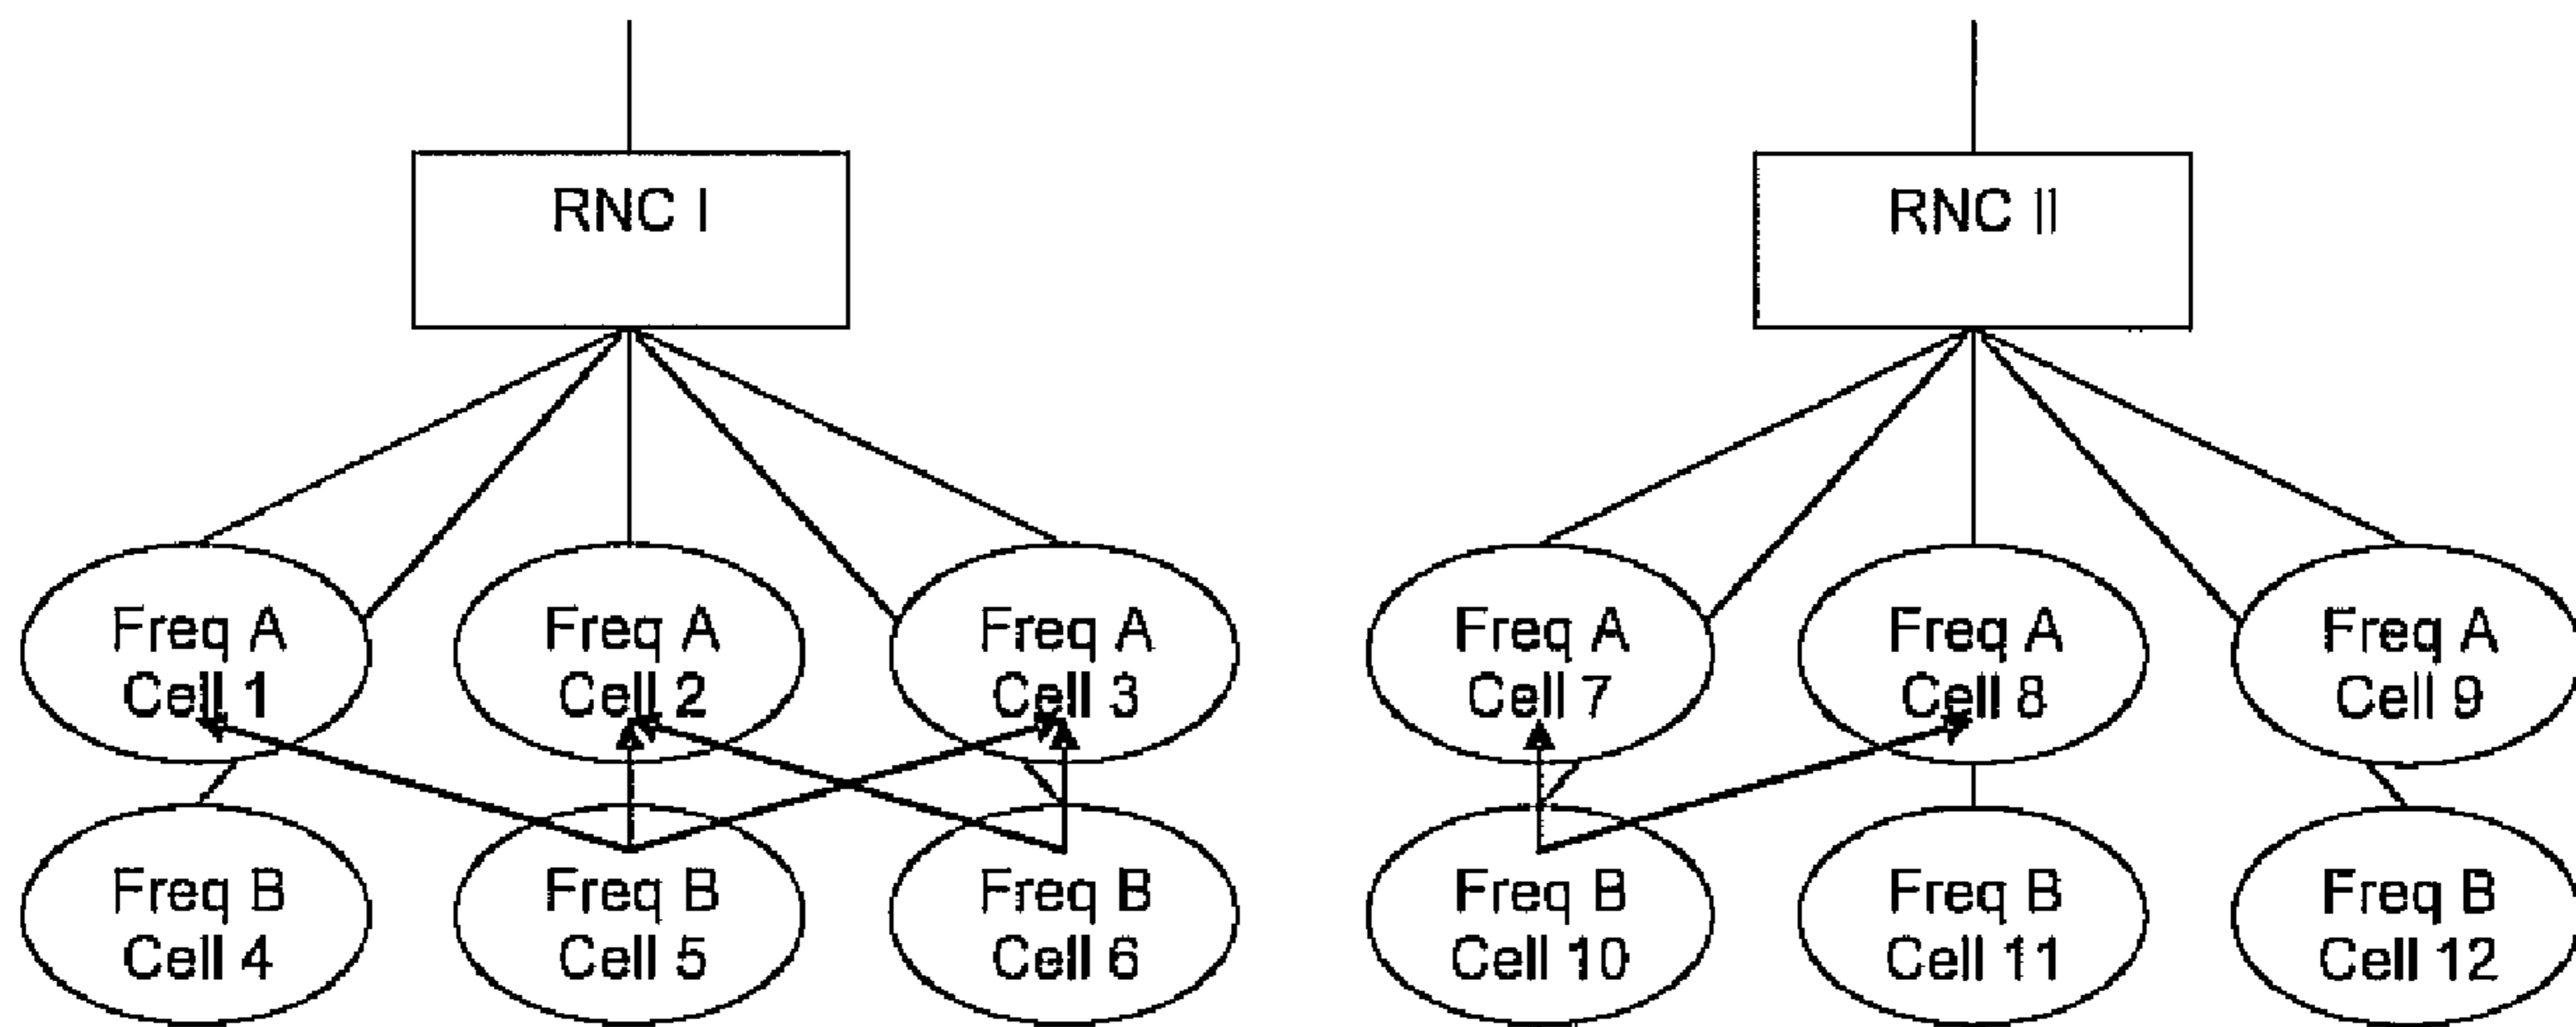 RNC I
RNC II
Freq A
Cell 1
Freq A
Cell 2
Freq A
Cell 3
Freq A
Cell 7
Freq A
Cell 8
Freq A
Cell 9
Freq B
Cell 4
Freq B
Cell 5
Freq B
Cell 6
Freq B
Cell 10
Freq B
Cell 11
Freq B
Cell 12